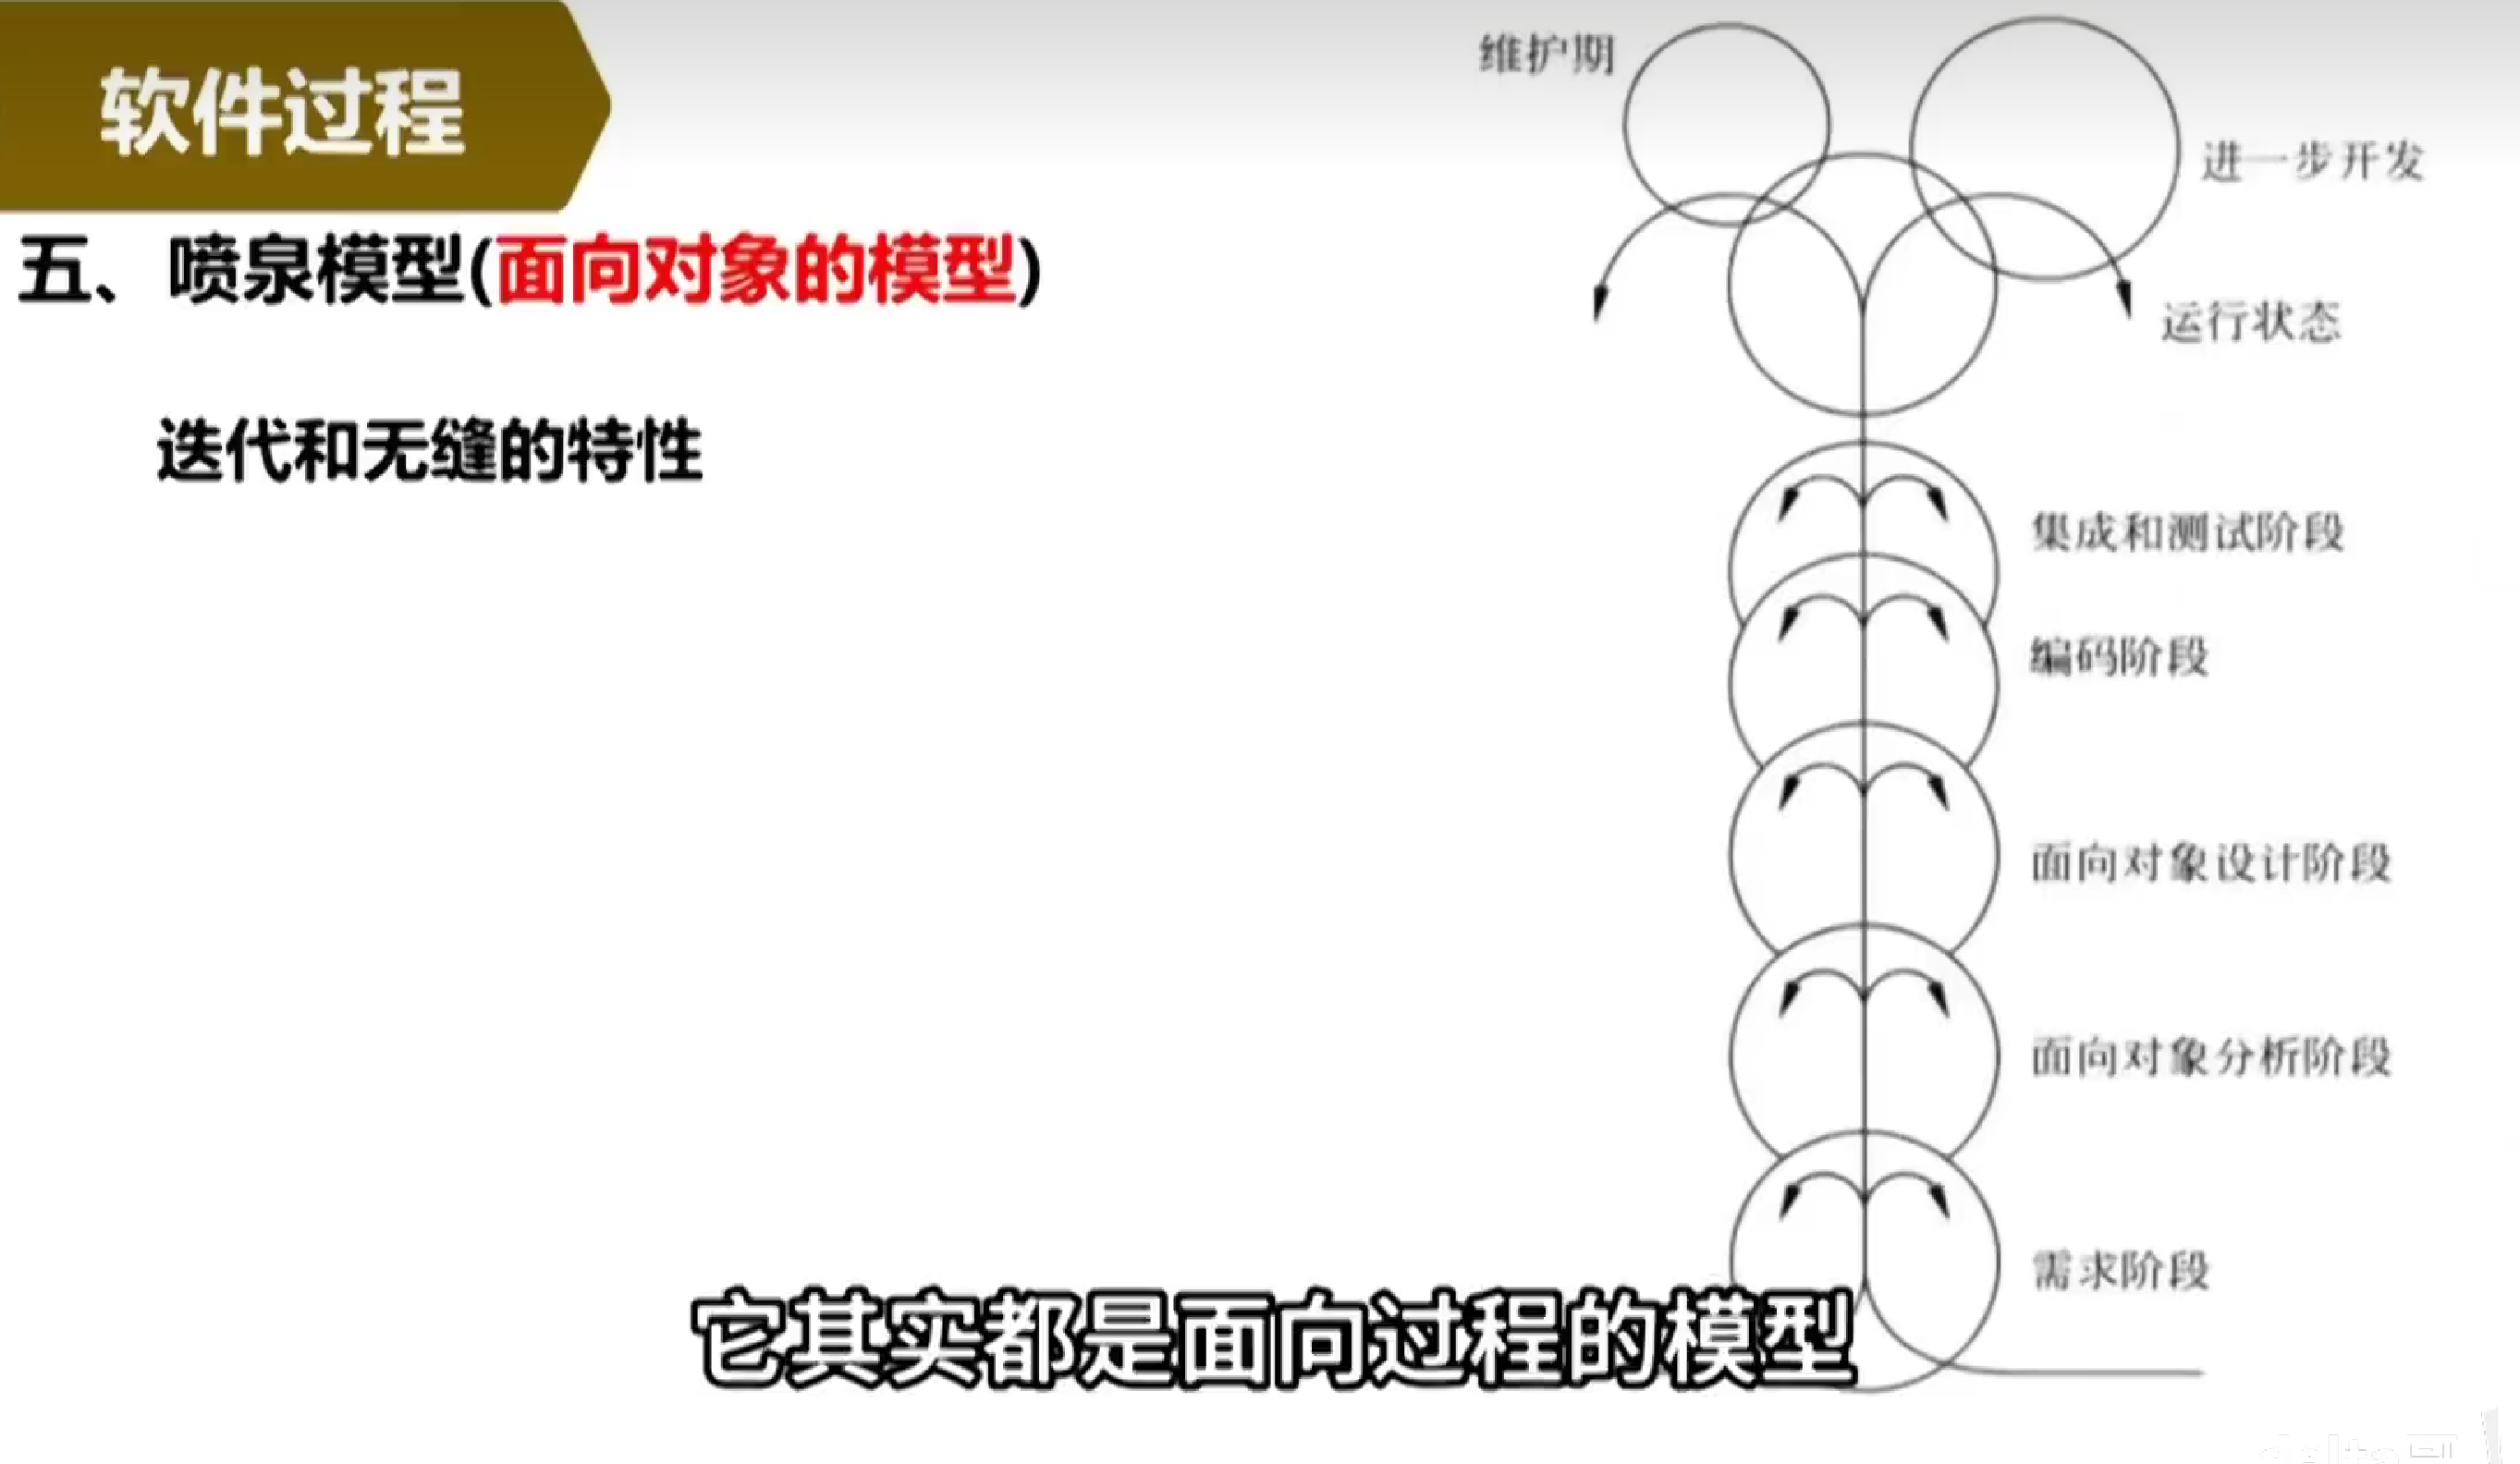 软件过程
五、喷泉模型(面向对象的模型)
迭代和无缝的特性
维护期
进一步开发
运行状态
集成和测试阶段
编码阶段
面向对象设计阶段
面向对象分析阶段
需求阶段
它其实都是面向过程的模型